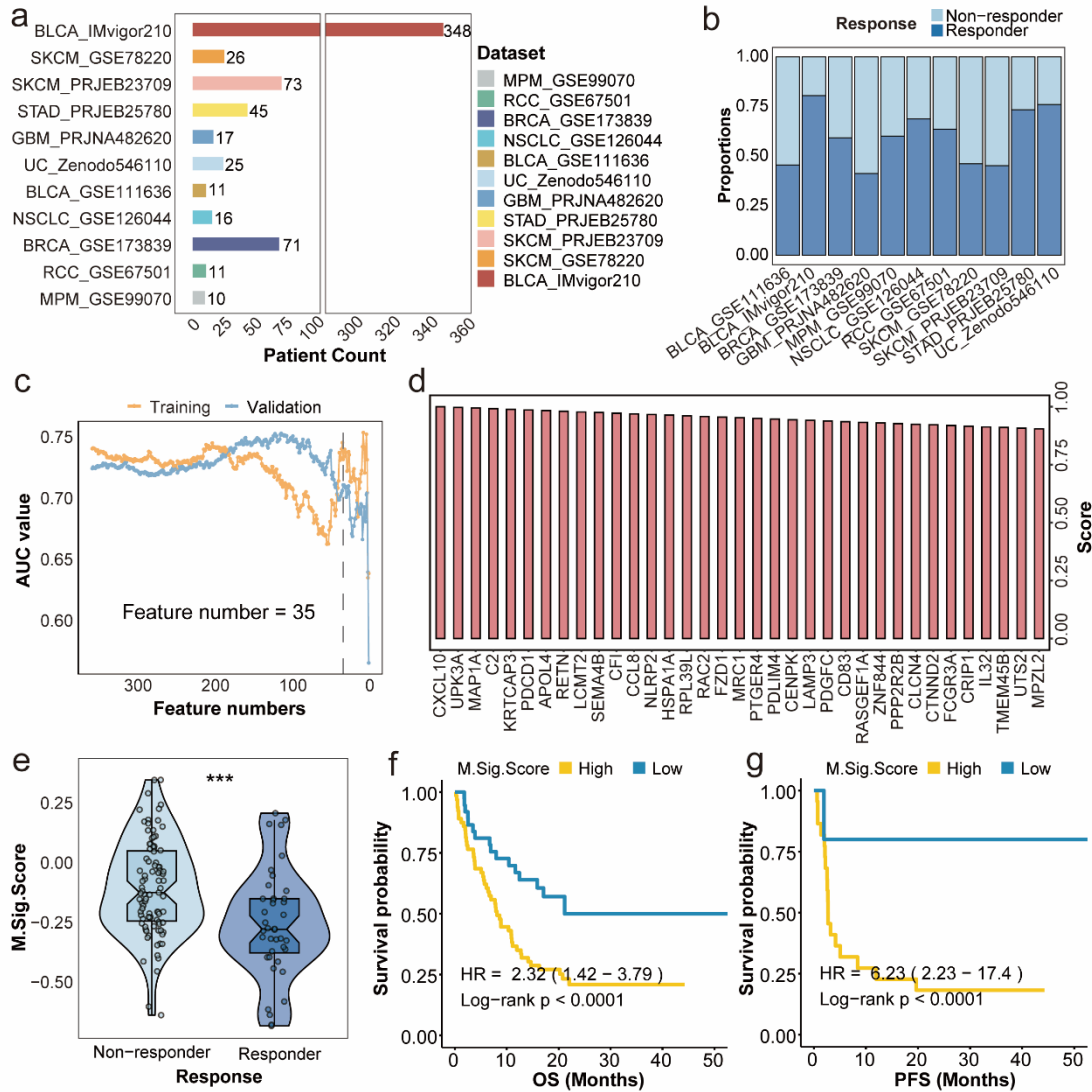 a
BLCA_IMvigor210
SKCM_GSE78220
SKCM_PRJEB23709
STAD_PRJEB25780
GBM_PRJNA482620
UC_Zenodo546110
BLCA_GSE111636
NSCLC_GSE126044
BRCA_GSE173839
RCC_GSE67501
MPM_GSE99070
348
26
73
45
17
25
11
16
71
11
10
0
25
50
75
100
300
320
340
360
Patient Count
Dataset
MPM_GSE99070
RCC_GSE67501
BRCA_GSE173839
NSCLC_GSE126044
BLCA_GSE111636
UC_Zenodo546110
GBM_PRJNA482620
STAD_PRJEB25780
SKCM_PRJEB23709
SKCM_GSE78220
BLCA_IMvigor210
b
Response
Non−responder
Responder
Proportions
1.00
0.75
0.50
0.25
0.00
BLCA_GSE111636
BLCA_IMvigor210
BRCA_GSE173839
GBM_PRJNA482620
MPM_GSE99070
NSCLC_GSE126044
RCC_GSE67501
SKCM_GSE78220
SKCM_PRJEB23709
STAD_PRJEB25780
UC_Zenodo546110
c
Training
Validation
AUC value
0.75
0.70
0.65
0.60
Feature number = 35
300
200
100
0
Feature numbers
d
1.00
0.75
0.50
0.25
0.00
Score
CXCL10
UPK3A
MAP1A
C2
KRTCAP3
PDCD1
APOL4
RETN
LCMT2
SEMA4B
CFI
CCL8
NLRP2
HSPA1A
RPL39L
RAC2
FZD1
MRC1
PTGER4
PDLIM4
CENPK
LAMP3
PDGFC
CD83
RASGEF1A
ZNF844
PPP2R2B
CLCN4
CTNND2
FCGR3A
CRIP1
IL32
TMEM45B
UTS2
MPZL2
e
***
M.Sig.Score
0.25
0.00
−0.25
−0.50
Non−responder
Responder
Response
f
M.Sig.Score
High
Low
Survival probability
1.00
0.75
0.50
0.25
0.00
HR = 2.32 ( 1.42 − 3.79 )
Log−rank p < 0.0001
0
10
20
30
40
50
OS (Months)
g
M.Sig.Score
High
Low
Survival probability
1.00
0.75
0.50
0.25
0.00
HR = 6.23 ( 2.23 − 17.4 )
Log−rank p < 0.0001
0
10
20
30
40
50
PFS (Months)